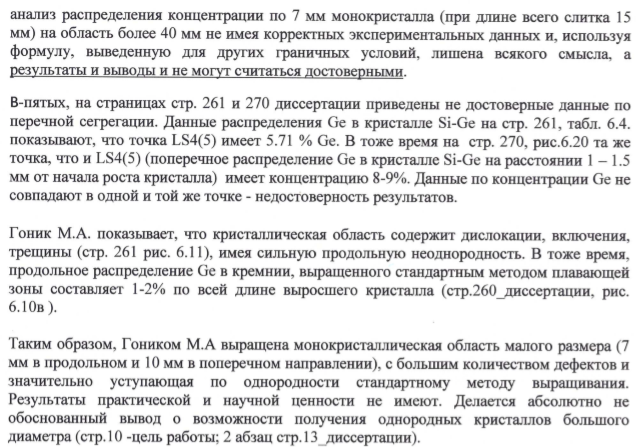 анализ распределения концентрации по 7 мм монокристалла (при длине всего слитка 15
мм) на область более 40 мм не имея корректных экспериментальных данных и, используя
формулу, выведенную для других граничных условий, лишена всякого смысла, а
результаты и выводы и не могут считаться достоверными.
В-пятых, на страницах стр. 261 и 270 диссертации приведены не достоверные данные по
перечной сегрегации. Данные распределения Ge в кристалле Si-Ge на стр. 261, табл. 6.4.
показывают, что точка LS4(5) имеет 5.71 % Ge. В тоже время на стр. 270, рис.6.20 та же
точка, что и LS4(5) (поперечное распределение Ge в кристалле Si-Ge на расстоянии 1 – 1.5
мм от начала роста кристалла) имеет концентрацию 8-9%. Данные по концентрации Ge не
совпадают в одной и той же точке - недостоверность результатов.
Гоник М.А. показывает, что кристаллическая область содержит дислокации, включения,
трещины (стр. 261 рис. 6.11), имея сильную продольную неоднородность. В тоже время,
продольное распределение Ge в кремнии, выращенного стандартным методом плавающей
зоны составляет 1-2% по всей длине выросшего кристалла (стр.260_диссертации, рис.
6.10в ).
Таким образом, Гоником М.А выращена монокристаллическая область малого размера (7
мм в продольном и 10 мм в поперечном направлении), с большим количеством дефектов и
значительно уступающая по однородности стандартному методу выращивания.
Результаты практической и научной ценности не имеют. Делается абсолютно не
обоснованный вывод о возможности получения однородных кристаллов большого
диаметра (стр.10 -цель работы; 2 абзац стр.13_диссертации).